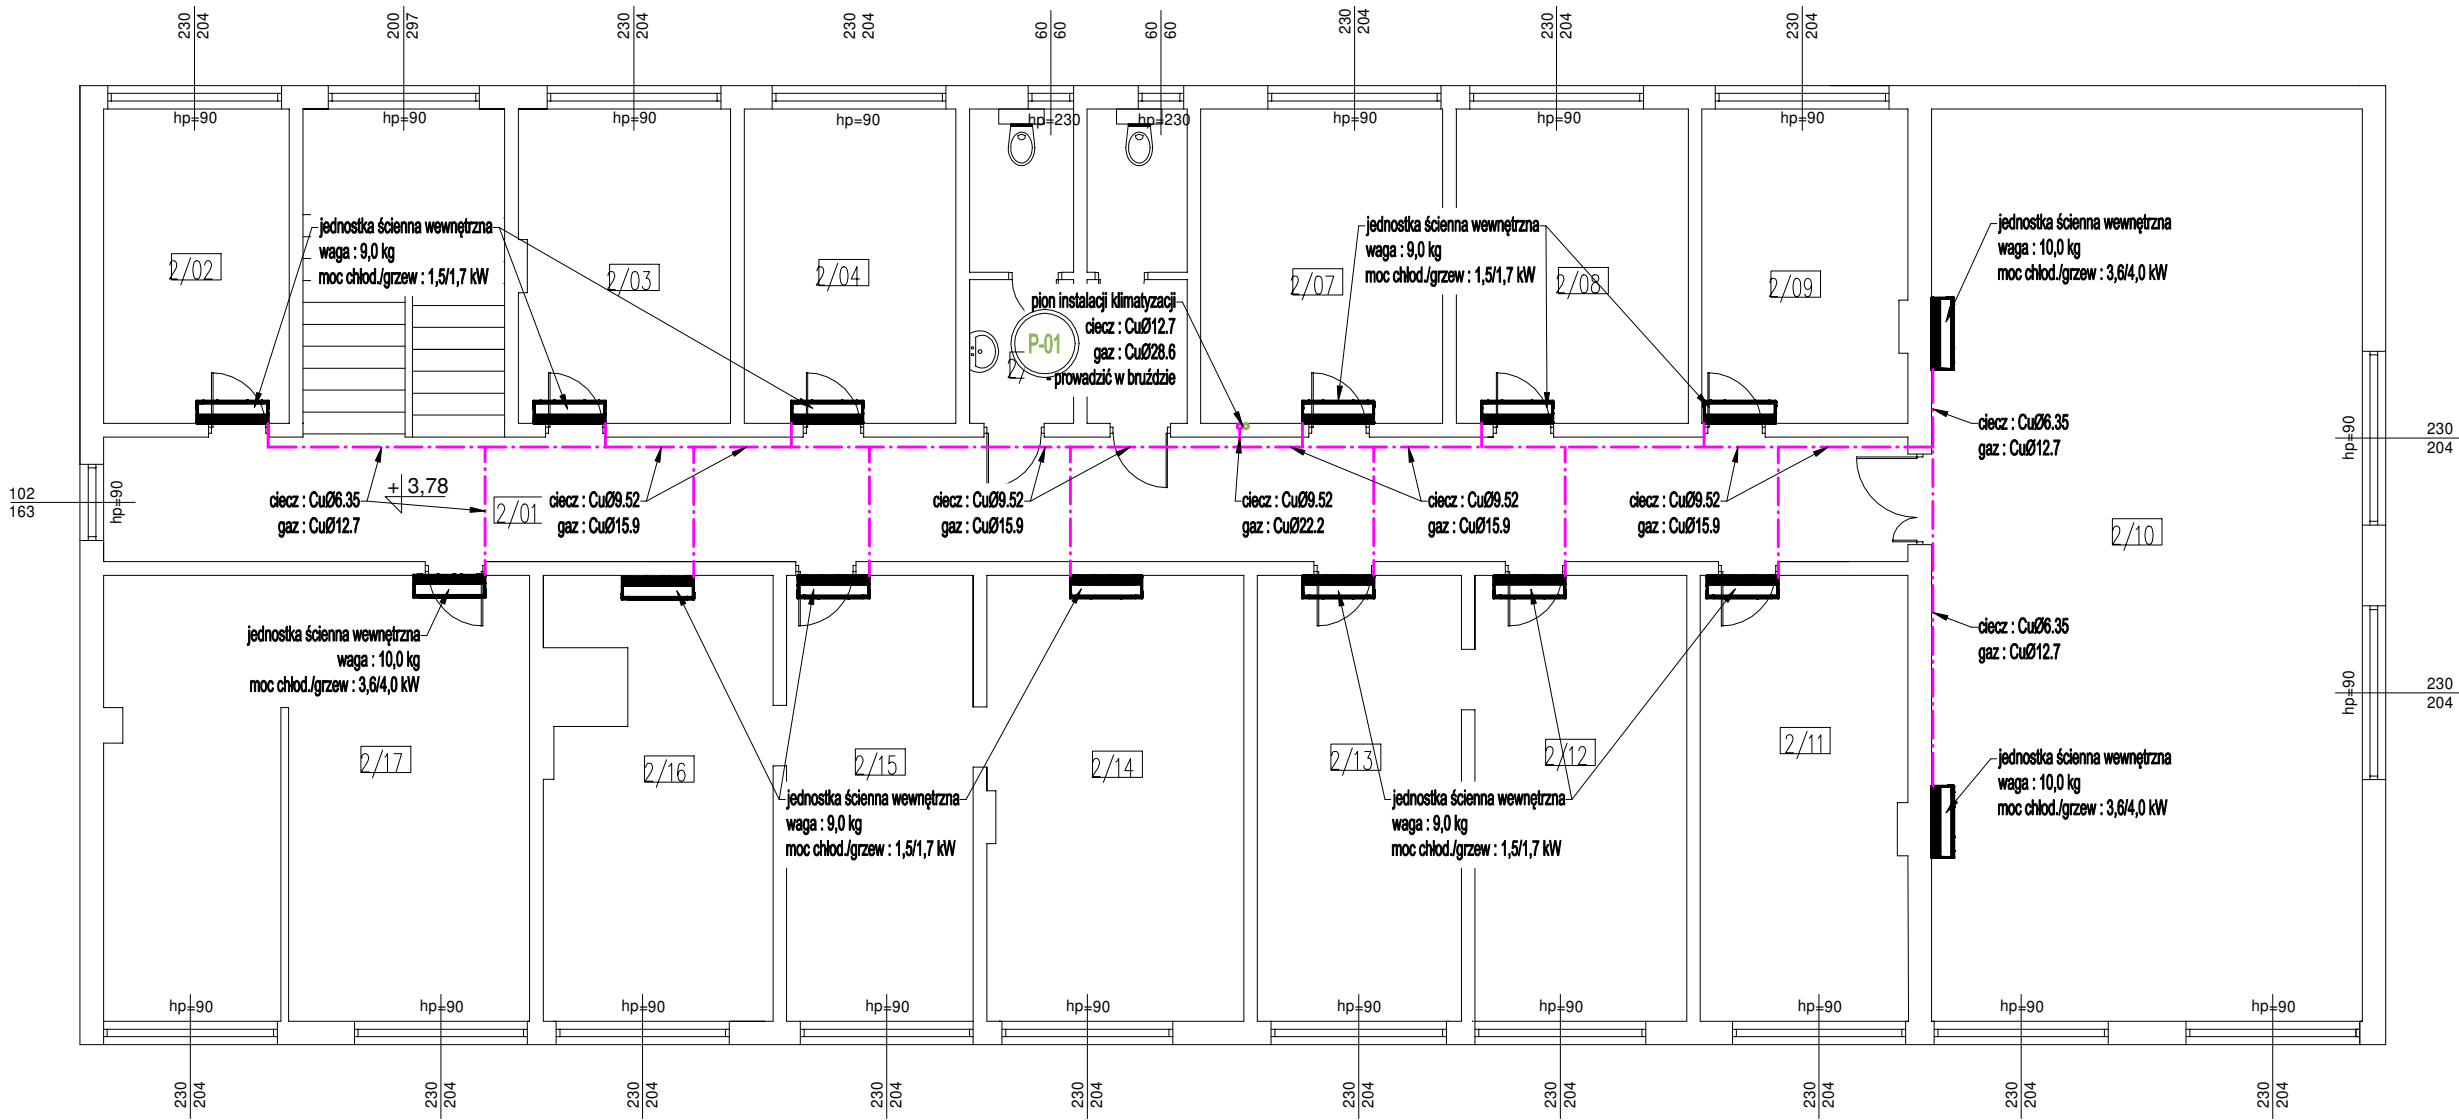 230
204
200
297
230
204
230
204
60
60
60
60
230
204
230
204
230
204
hp=90
hp=90
hp=90
hp=90
hp=230
hp=230
hp=90
hp=90
hp=90
jednostka ścienna wewnętrzna
waga : 9,0 kg
moc chłod./grzew : 1,5/1,7 kW
jednostka ścienna wewnętrzna
waga : 9,0 kg
moc chłod./grzew : 1,5/1,7 kW
jednostka ścienna wewnętrzna
waga : 10,0 kg
moc chłod./grzew : 3,6/4,0 kW
2/02
2/03
2/04
2/07
2/08
2/09
pion instalacji klimatyzacji
ciecz : CuØ12.7
gaz : CuØ28.6
- prowadzić w bruździe
P-01
2/
ciecz : CuØ6.35
gaz : CuØ12.7
hp=90
230
204
102
163
hp=90
ciecz : CuØ6.35
gaz : CuØ12.7
+ 3,78
2/01
ciecz : CuØ9.52
gaz : CuØ15.9
ciecz : CuØ9.52
gaz : CuØ15.9
ciecz : CuØ9.52
gaz : CuØ22.2
ciecz : CuØ9.52
gaz : CuØ15.9
ciecz : CuØ9.52
gaz : CuØ15.9
2/10
jednostka ścienna wewnętrzna
waga : 10,0 kg
moc chłod./grzew : 3,6/4,0 kW
ciecz : CuØ6.35
gaz : CuØ12.7
hp=90
230
204
2/17
2/16
2/15
2/14
2/13
2/12
2/11
jednostka ścienna wewnętrzna
waga : 9,0 kg
moc chłod./grzew : 1,5/1,7 kW
jednostka ścienna wewnętrzna
waga : 9,0 kg
moc chłod./grzew : 1,5/1,7 kW
jednostka ścienna wewnętrzna
waga : 10,0 kg
moc chłod./grzew : 3,6/4,0 kW
hp=90
hp=90
hp=90
hp=90
hp=90
hp=90
hp=90
hp=90
hp=90
hp=90
230
204
230
204
230
204
230
204
230
204
230
204
230
204
230
204
230
204
230
204